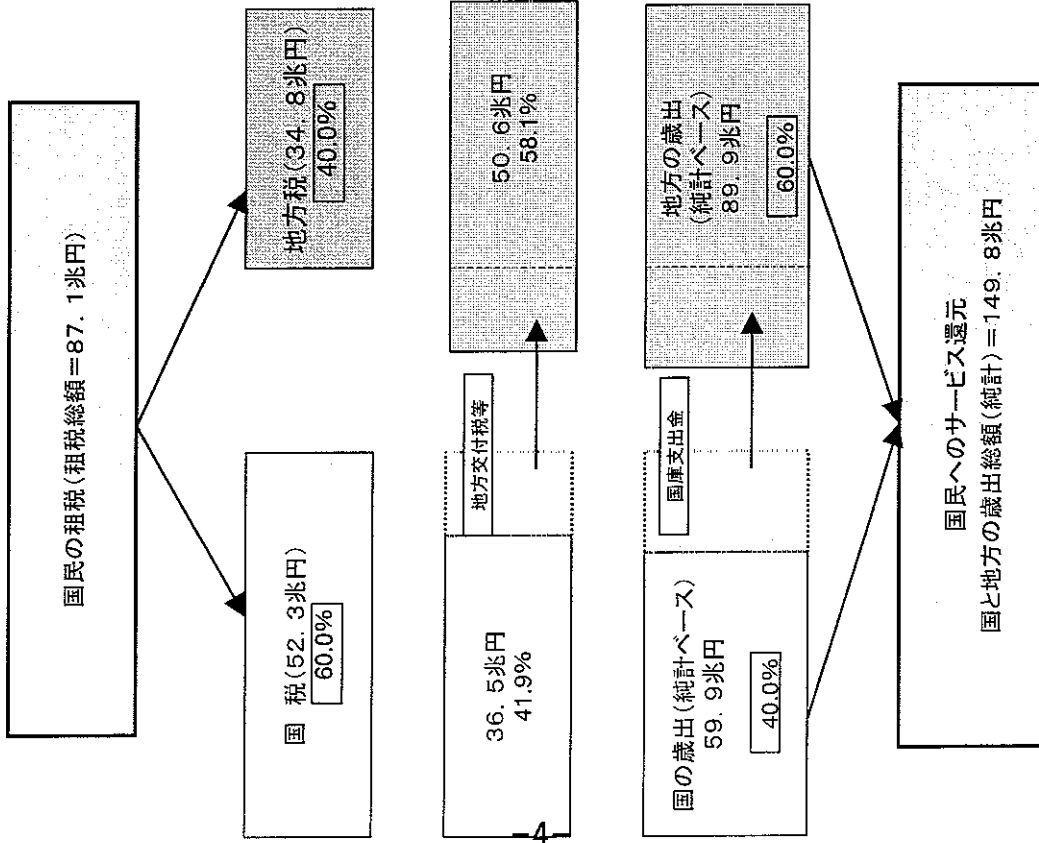 国民の租税(租税総額＝87．1兆円)
国　税(52．3兆円)
60.0%
地方税(34．8兆円)
40.0%
36．5兆円
41.9%
地方交付税等
50．6兆円
58.1%
国の歳出(純計ベース)
59．9兆円
40.0%
国庫支出金
地方の歳出
(純計ベース)
89．9兆円
60.0%
国民へのサービス還元
国と地方の歳出総額(純計)＝149．8兆円
-4-